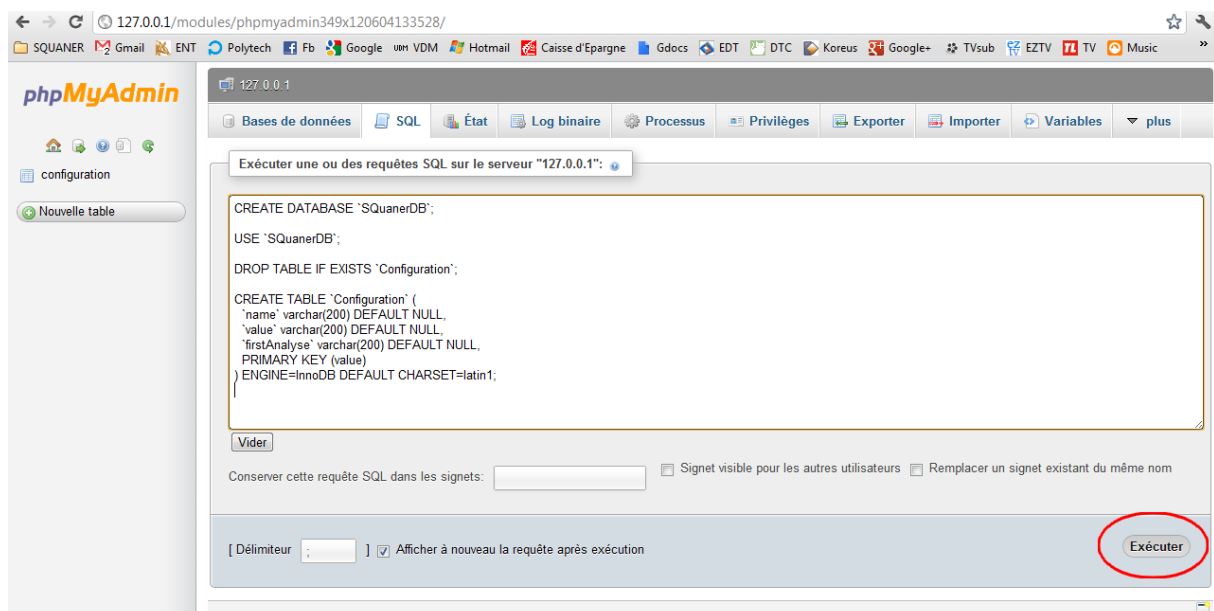 127.0.0.1/modules/phpmyadmin349x120604133528/
SQUANER Gmail ENT Polytech Fb Google VDM VDM Hotmail Caisse d'Epargne Gdocs EDT DTC Koreus Google+ TVsub EZTV TV Music »
phpMyAdmin
127.0.0.1
Bases de données SQL État Log binaire Processus Privilèges Exporter Importer Variables plus
configuration
Nouvelle table
Exécuter une ou des requêtes SQL sur le serveur "127.0.0.1":
CREATE DATABASE `SQuanerDB`;
USE `SQuanerDB`;
DROP TABLE IF EXISTS `Configuration`;
CREATE TABLE `Configuration` (
`name` varchar(200) DEFAULT NULL,
`value` varchar(200) DEFAULT NULL,
`firstAnalyse` varchar(200) DEFAULT NULL,
PRIMARY KEY (value)
) ENGINE=InnoDB DEFAULT CHARSET=latin1;
Vider
Conserver cette requête SQL dans les signets: Signet visible pour les autres utilisateurs Remplacer un signet existant du même nom
[ Délimiteur ; ] Afficher à nouveau la requête après exécution Exécuter